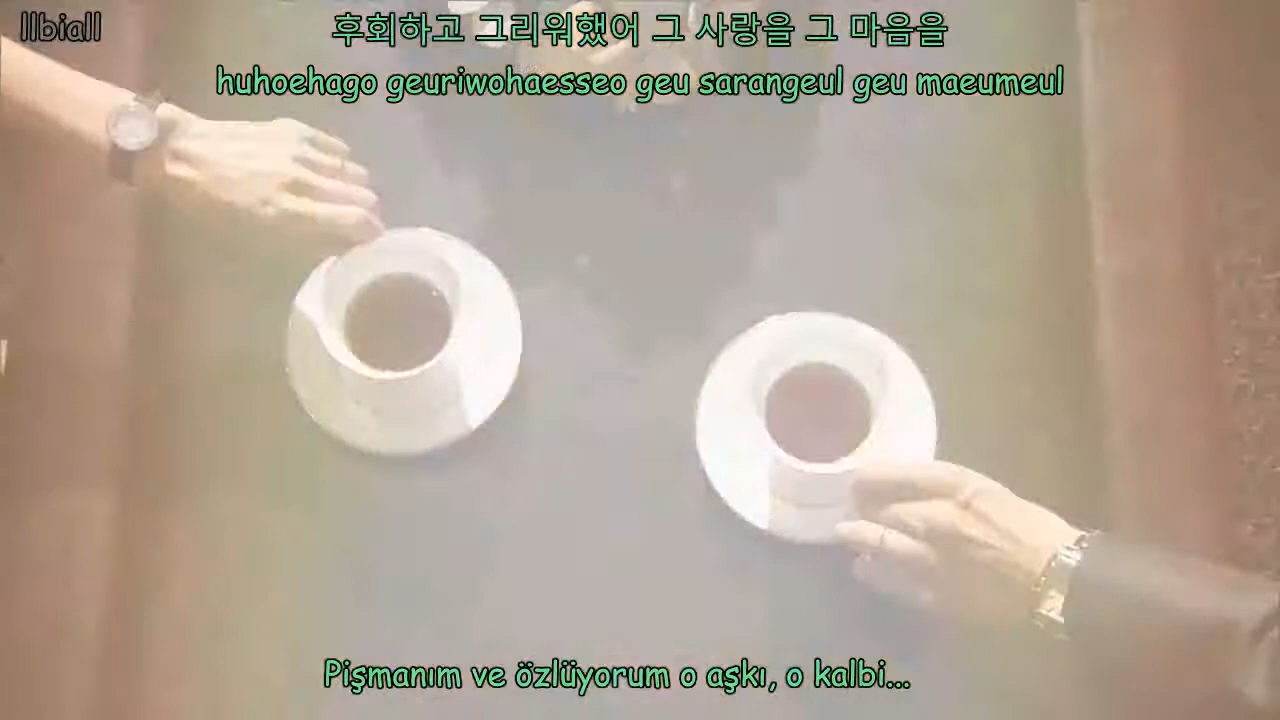 llbiall
후회하고 그리워했어 그 사랑을 그 마음을
huhoehago geuriwohaesseo geu sarangeul geu maeumeul
Pişmanım ve özlüyorum o aşkı, o kalbi...